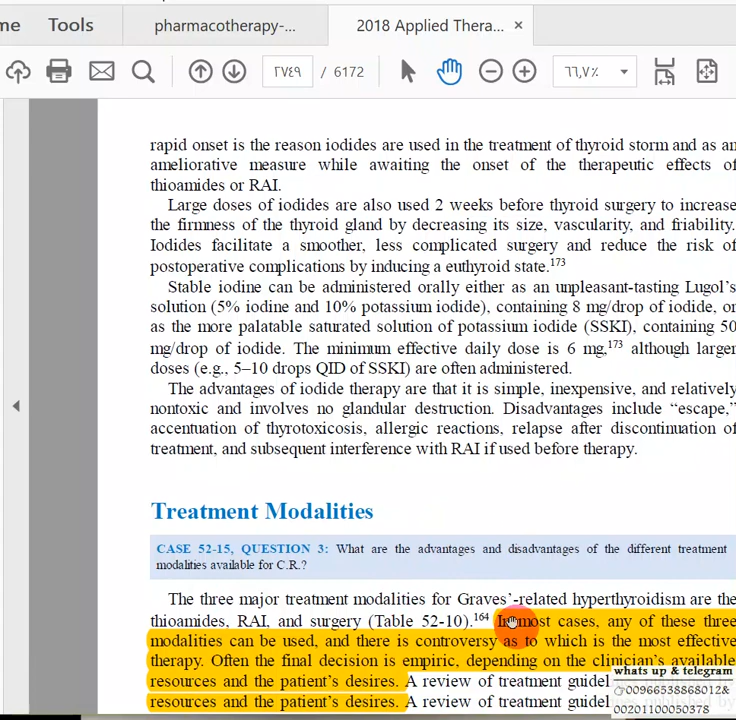 me Tools pharmacotherapy-... 2018 Applied Thera... ×
٢٧٤٩ / 6172 ٦٦,٧٪
rapid onset is the reason iodides are used in the treatment of thyroid storm and as an
ameliorative measure while awaiting the onset of the therapeutic effects of
thioamides or RAI.
Large doses of iodides are also used 2 weeks before thyroid surgery to increase
the firmness of the thyroid gland by decreasing its size, vascularity, and friability.
Iodides facilitate a smoother, less complicated surgery and reduce the risk of
postoperative complications by inducing a euthyroid state.173
Stable iodine can be administered orally either as an unpleasant-tasting Lugol’s
solution (5% iodine and 10% potassium iodide), containing 8 mg/drop of iodide, or
as the more palatable saturated solution of potassium iodide (SSKI), containing 50
mg/drop of iodide. The minimum effective daily dose is 6 mg,173 although larger
doses (e.g., 5–10 drops QID of SSKI) are often administered.
The advantages of iodide therapy are that it is simple, inexpensive, and relatively
nontoxic and involves no glandular destruction. Disadvantages include “escape,”
accentuation of thyrotoxicosis, allergic reactions, relapse after discontinuation of
treatment, and subsequent interference with RAI if used before therapy.
Treatment Modalities
CASE 52-15, QUESTION 3: What are the advantages and disadvantages of the different treatment
modalities available for C.R.?
The three major treatment modalities for Graves’-related hyperthyroidism are the
thioamides, RAI, and surgery (Table 52-10).164 In most cases, any of these three
modalities can be used, and there is controversy as to which is the most effective
therapy. Often the final decision is empiric, depending on the clinician’s available
resources and the patient’s desires. A review of treatment guidel
resources and the patient’s desires. A review of treatment guidel
whats up & telegram
00966538868012&
00201100050378